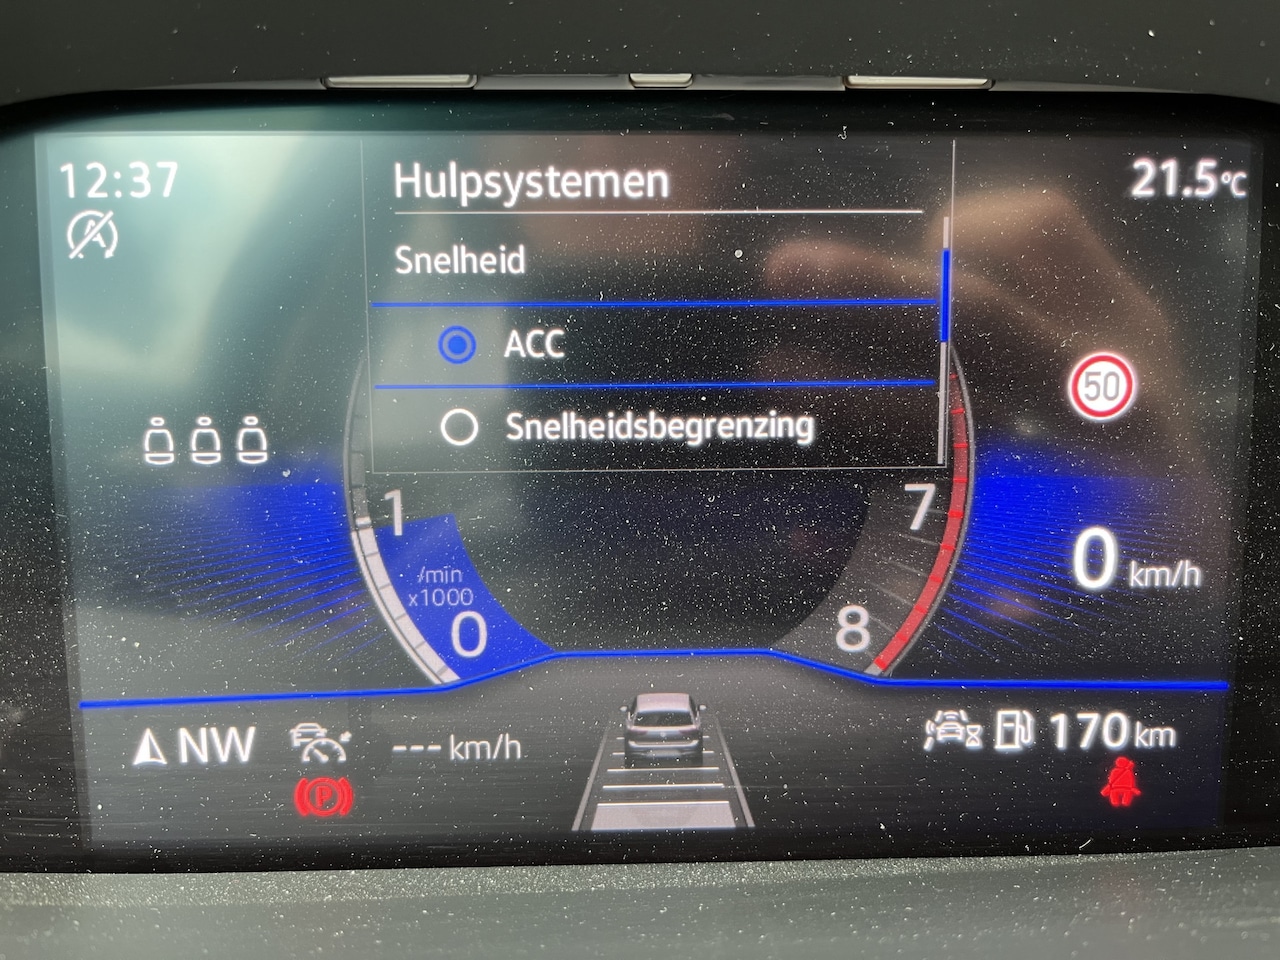 12:37
Hulpsystemen
21.5°C
A
Snelheid
ACC
50
Snelheidsbegrenzing
1
7
/min
x1000
0
8
0 km/h
NW
--- km/h
170 km
P